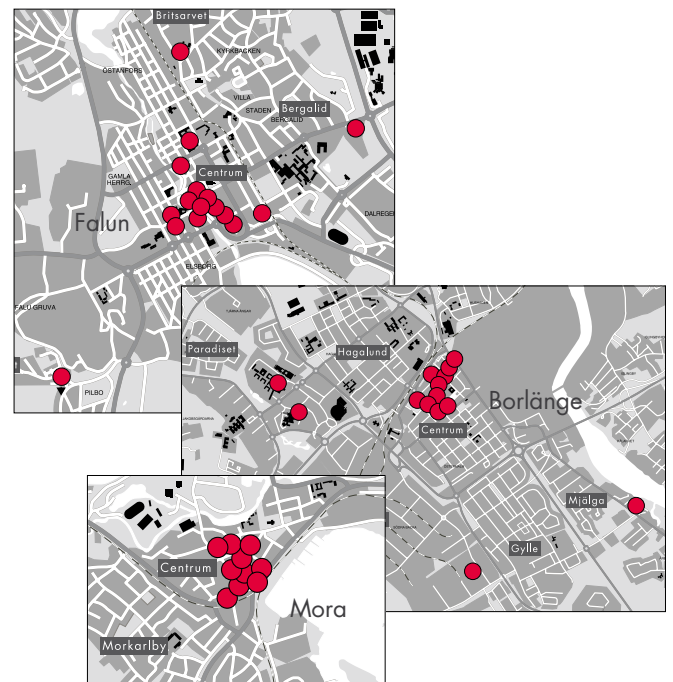 Britsarvet
KYRKBACKEN
ÖSTANFORS
VILLA
STADEN
Bergalid
BERGALID
Centrum
GAMLA
HERRG.
Falun
DALREGE
ELSBORG
FALU GRUVA
PILBO
Paradiset
Hagalund
Borlänge
Centrum
Mjälga
Gylle
Centrum
Mora
Morkarlby